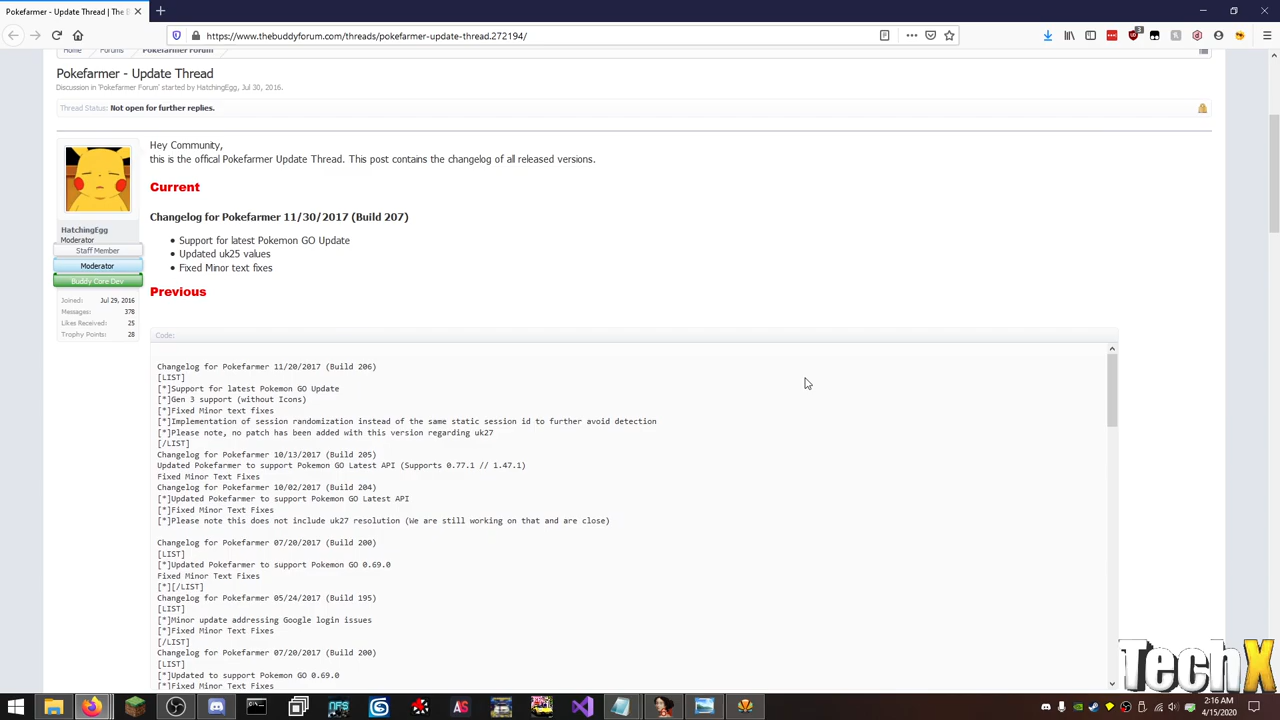 Pokefarmer - Update Thread | The B
https://www.thebuddyforum.com/threads/pokefarmer-update-thread.272194/
3
Home
Forums
Pokefarmer Forum
Pokefarmer - Update Thread
Discussion in 'Pokefarmer Forum' started by HatchingEgg, Jul 30, 2016.
Thread Status: Not open for further replies.
Hey Community,
this is the offical Pokefarmer Update Thread. This post contains the changelog of all released versions.
Current
Changelog for Pokefarmer 11/30/2017 (Build 207)
• Support for latest Pokemon GO Update
• Updated uk25 values
• Fixed Minor text fixes
Previous
HatchingEgg
Moderator
Staff Member
Moderator
Buddy Core Dev
Joined: Jul 29, 2016
Messages: 378
Likes Received: 25
Trophy Points: 28
Code:
Changelog for Pokefarmer 11/20/2017 (Build 206)
[LIST]
[*]Support for latest Pokemon GO Update
[*]Gen 3 support (without Icons)
[*]Fixed Minor text fixes
[*]Implementation of session randomization instead of the same static session id to further avoid detection
[*]Please note, no patch has been added with this version regarding uk27
[/LIST]
Changelog for Pokefarmer 10/13/2017 (Build 205)
Updated Pokefarmer to support Pokemon GO Latest API (Supports 0.77.1 // 1.47.1)
Fixed Minor Text Fixes
Changelog for Pokefarmer 10/02/2017 (Build 204)
[*]Updated Pokefarmer to support Pokemon GO Latest API
[*]Fixed Minor Text Fixes
[*]Please note this does not include uk27 resolution (We are still working on that and are close)
Changelog for Pokefarmer 07/20/2017 (Build 200)
[LIST]
[*]Updated Pokefarmer to support Pokemon GO 0.69.0
Fixed Minor Text Fixes
[*][/LIST]
Changelog for Pokefarmer 05/24/2017 (Build 195)
[LIST]
[*]Minor update addressing Google login issues
[*]Fixed Minor Text Fixes
[/LIST]
Changelog for Pokefarmer 07/20/2017 (Build 200)
[LIST]
[*]Updated to support Pokemon GO 0.69.0
[*]Fixed Minor Text Fixes
TechX
NFS
AS
2:16 AM
4/15/2020